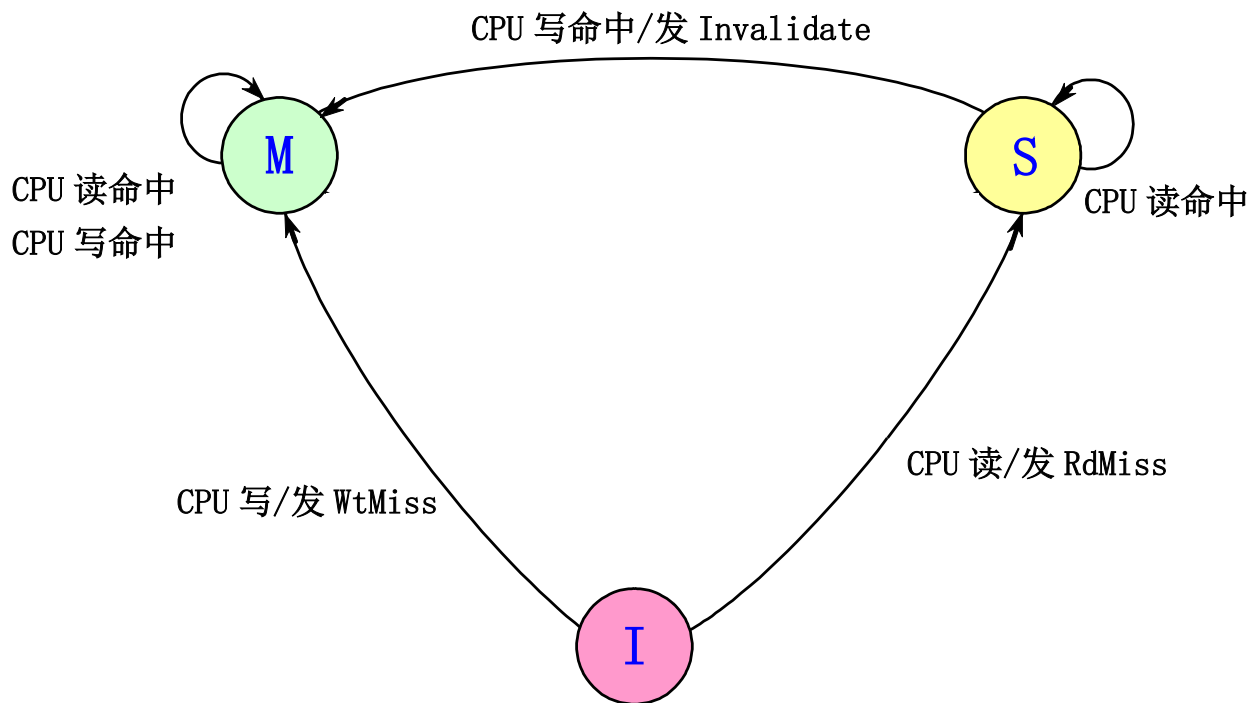 CPU 写命中/发 Invalidate
M
S
CPU 读命中
CPU 写命中
CPU 读命中
CPU 读/发 RdMiss
CPU 写/发 WtMiss
I